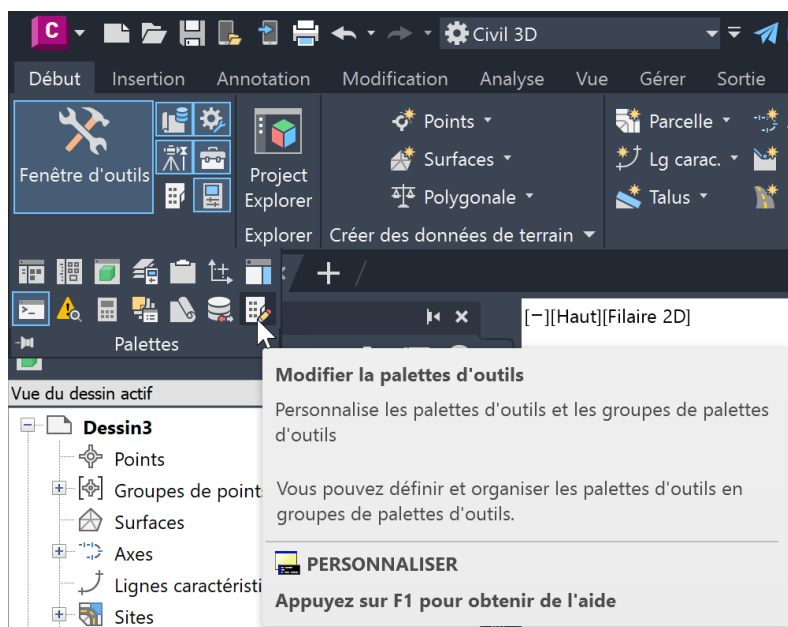 C
Civil 3D
Début Insertion Annotation Modification Analyse Vue Gérer Sortie
Points
Parcelle
Surfaces
Lg carac.
Fenêtre d'outils
Project
Explorer
Polygonale
Talus
Explorer
Créer des données de terrain
[−][Haut][Filaire 2D]
Palettes
Modifier la palettes d'outils
Personnalise les palettes d'outils et les groupes de palettes
d'outils
Vous pouvez définir et organiser les palettes d'outils en
groupes de palettes d'outils.
PERSONNALISER
Appuyez sur F1 pour obtenir de l'aide
Vue du dessin actif
Dessin3
Points
Groupes de point
Surfaces
Axes
Lignes caractéristi
Sites